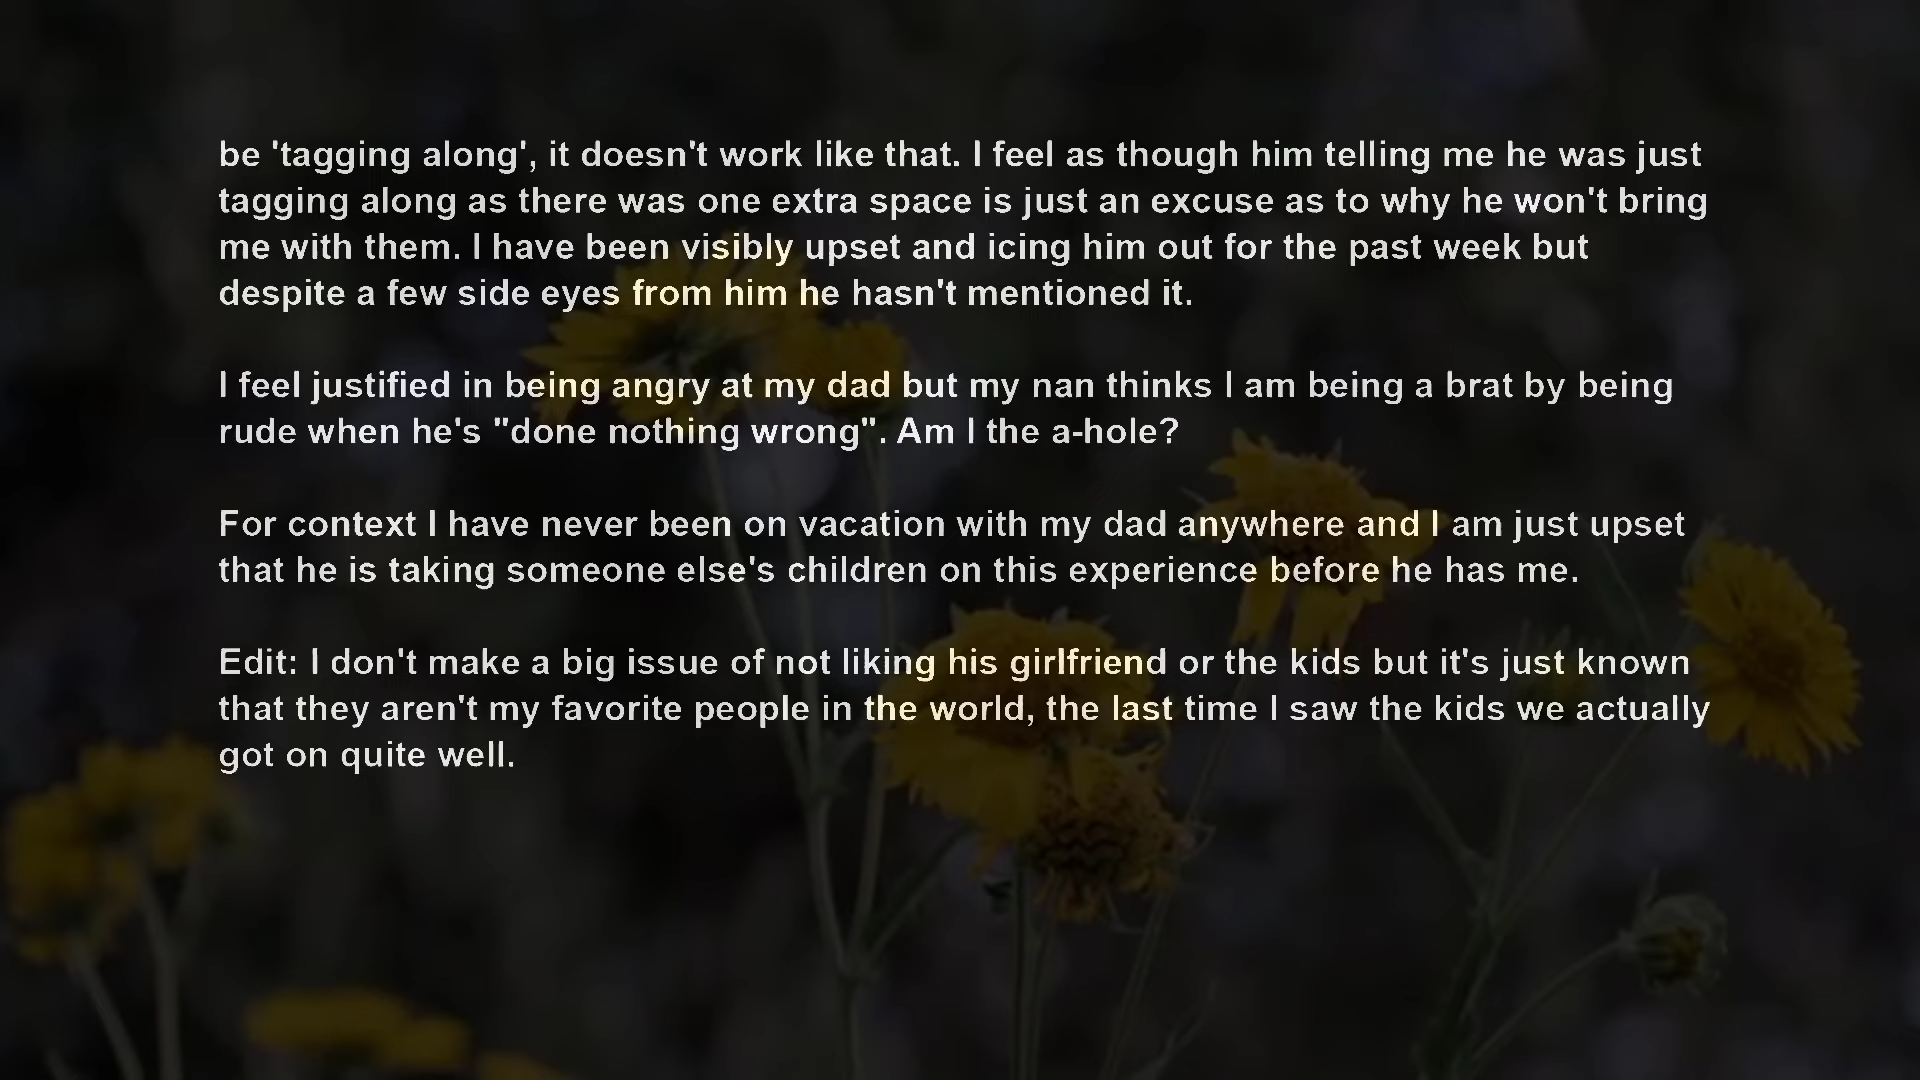 be 'tagging along', it doesn't work like that. I feel as though him telling me he was just
tagging along as there was one extra space is just an excuse as to why he won't bring
me with them. I have been visibly upset and icing him out for the past week but
despite a few side eyes from him he hasn't mentioned it.
I feel justified in being angry at my dad but my nan thinks I am being a brat by being
rude when he's "done nothing wrong". Am I the a-hole?
For context I have never been on vacation with my dad anywhere and I am just upset
that he is taking someone else's children on this experience before he has me.
Edit: I don't make a big issue of not liking his girlfriend or the kids but it's just known
that they aren't my favorite people in the world, the last time I saw the kids we actually
got on quite well.